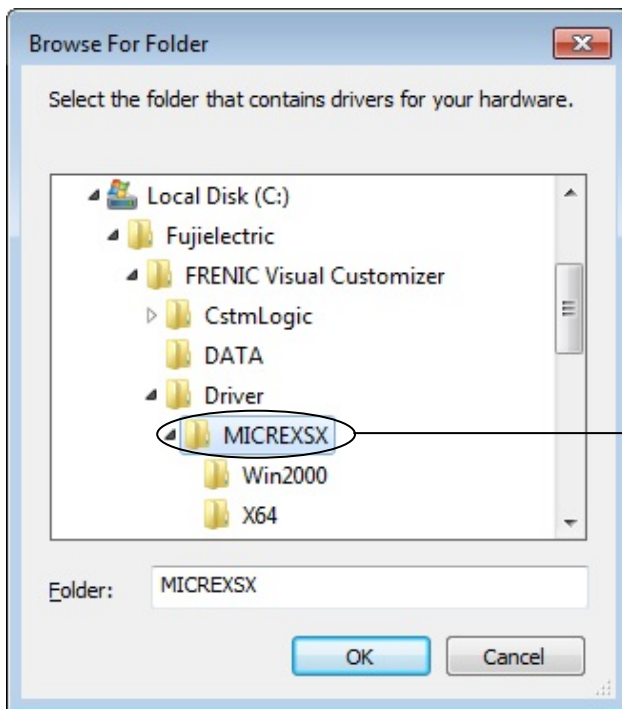 Browse For Folder
Select the folder that contains drivers for your hardware.
Local Disk (C:)
Fujielectric
FRENIC Visual Customizer
CstmLogic
DATA
Driver
MICREXSX
Win2000
X64
Folder: MICREXSX
OK Cancel